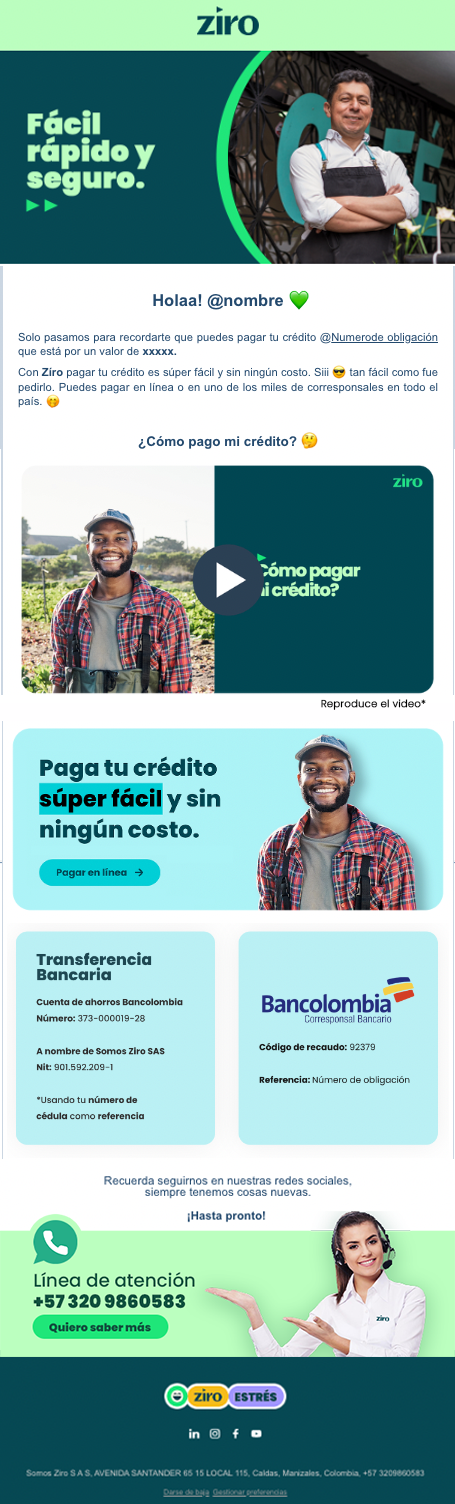 ziro
Fácil
rápido y
seguro.
Holaa! @nombre 💚
Solo pasamos para recordarte que puedes pagar tu crédito @Numerode obligación
que está por un valor de xxxxx.
Con Ziro pagar tu crédito es súper fácil y sin ningún costo. Siii 😎 tan fácil como fue
pedirlo. Puedes pagar en línea o en uno de los miles de corresponsales en todo el
país. 🤭
¿Cómo pago mi crédito? 🤔
ziro
Cómo pagar
mi crédito?
Reproduce el video*
Paga tu crédito
súper fácil y sin
ningún costo.
Pagar en línea →
Transferencia
Bancaria
Cuenta de ahorros Bancolombia
Número: 373-000019-28
A nombre de Somos Ziro SAS
Nit: 901.592.209-1
*Usando tu número de
cédula como referencia
Bancolombia
Corresponsal Bancario
Código de recaudo: 92379
Referencia: Número de obligación
Recuerda seguirnos en nuestras redes sociales,
siempre tenemos cosas nuevas.
¡Hasta pronto!
Línea de atención
+57 320 9860583
Quiero saber más
ziro
ziro ESTRÉS
Somos Ziro S A S, AVENIDA SANTANDER 65 15 LOCAL 115, Caldas, Manizales, Colombia, +57 3209860583
Darse de baja Gestionar preferencias